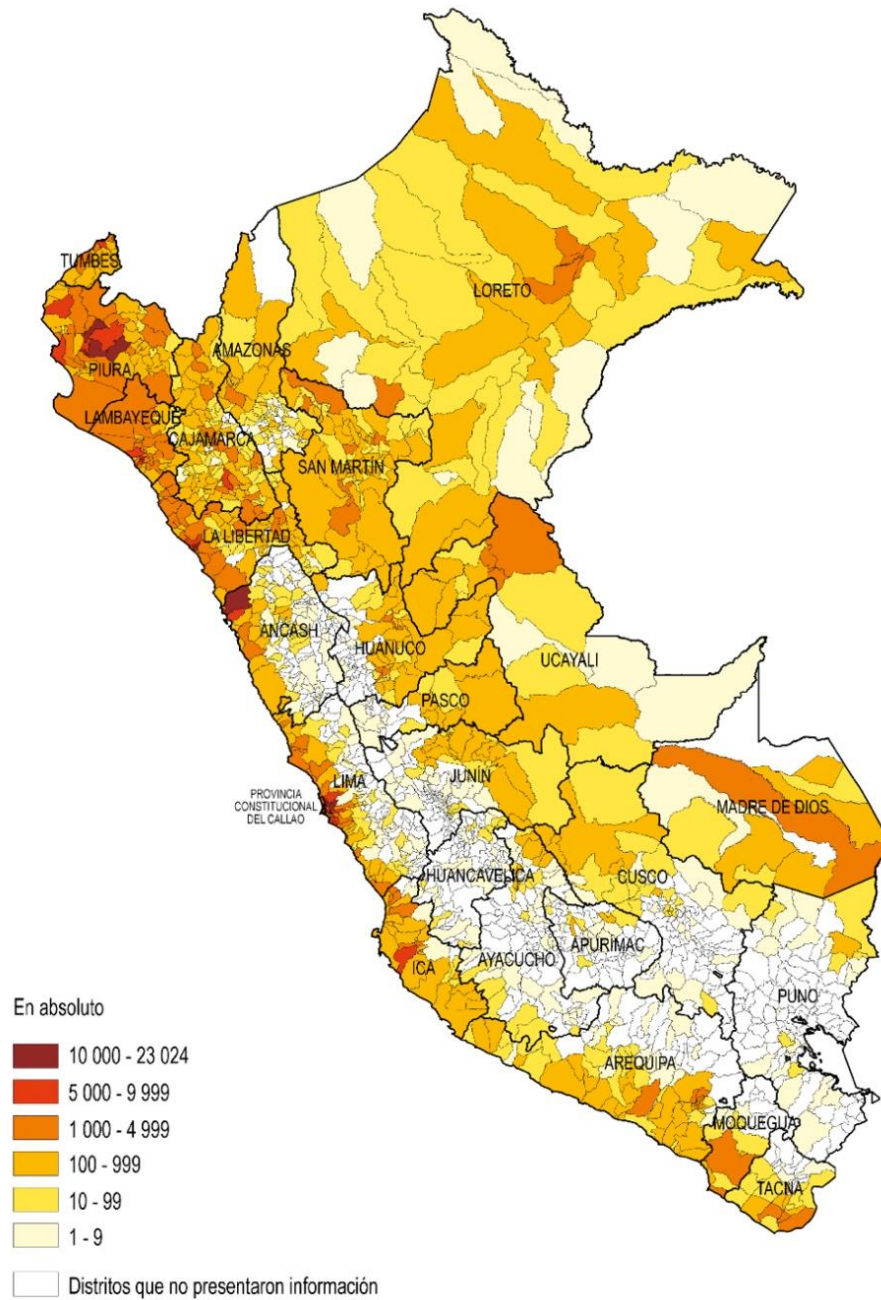 TUMBES
LORETO
AMAZONAS
PIURA
LAMBAYEQUE
CAJAMARCA
SAN MARTÍN
LA LIBERTAD
ANCASH
HUANUCO
UCAYALI
PASCO
LIMA
JUNÍN
PROVINCIA
CONSTITUCIONAL
DEL CALLAO
MADRE DE DIOS
HUANCAVELICA
CUSCO
APURIMAC
AYACUCHO
ICA
PUNO
AREQUIPA
MOQUEGUA
TACNA
En absoluto
10 000 - 23 024
5 000 - 9 999
1 000 - 4 999
100 - 999
10 - 99
1 - 9
Distritos que no presentaron información